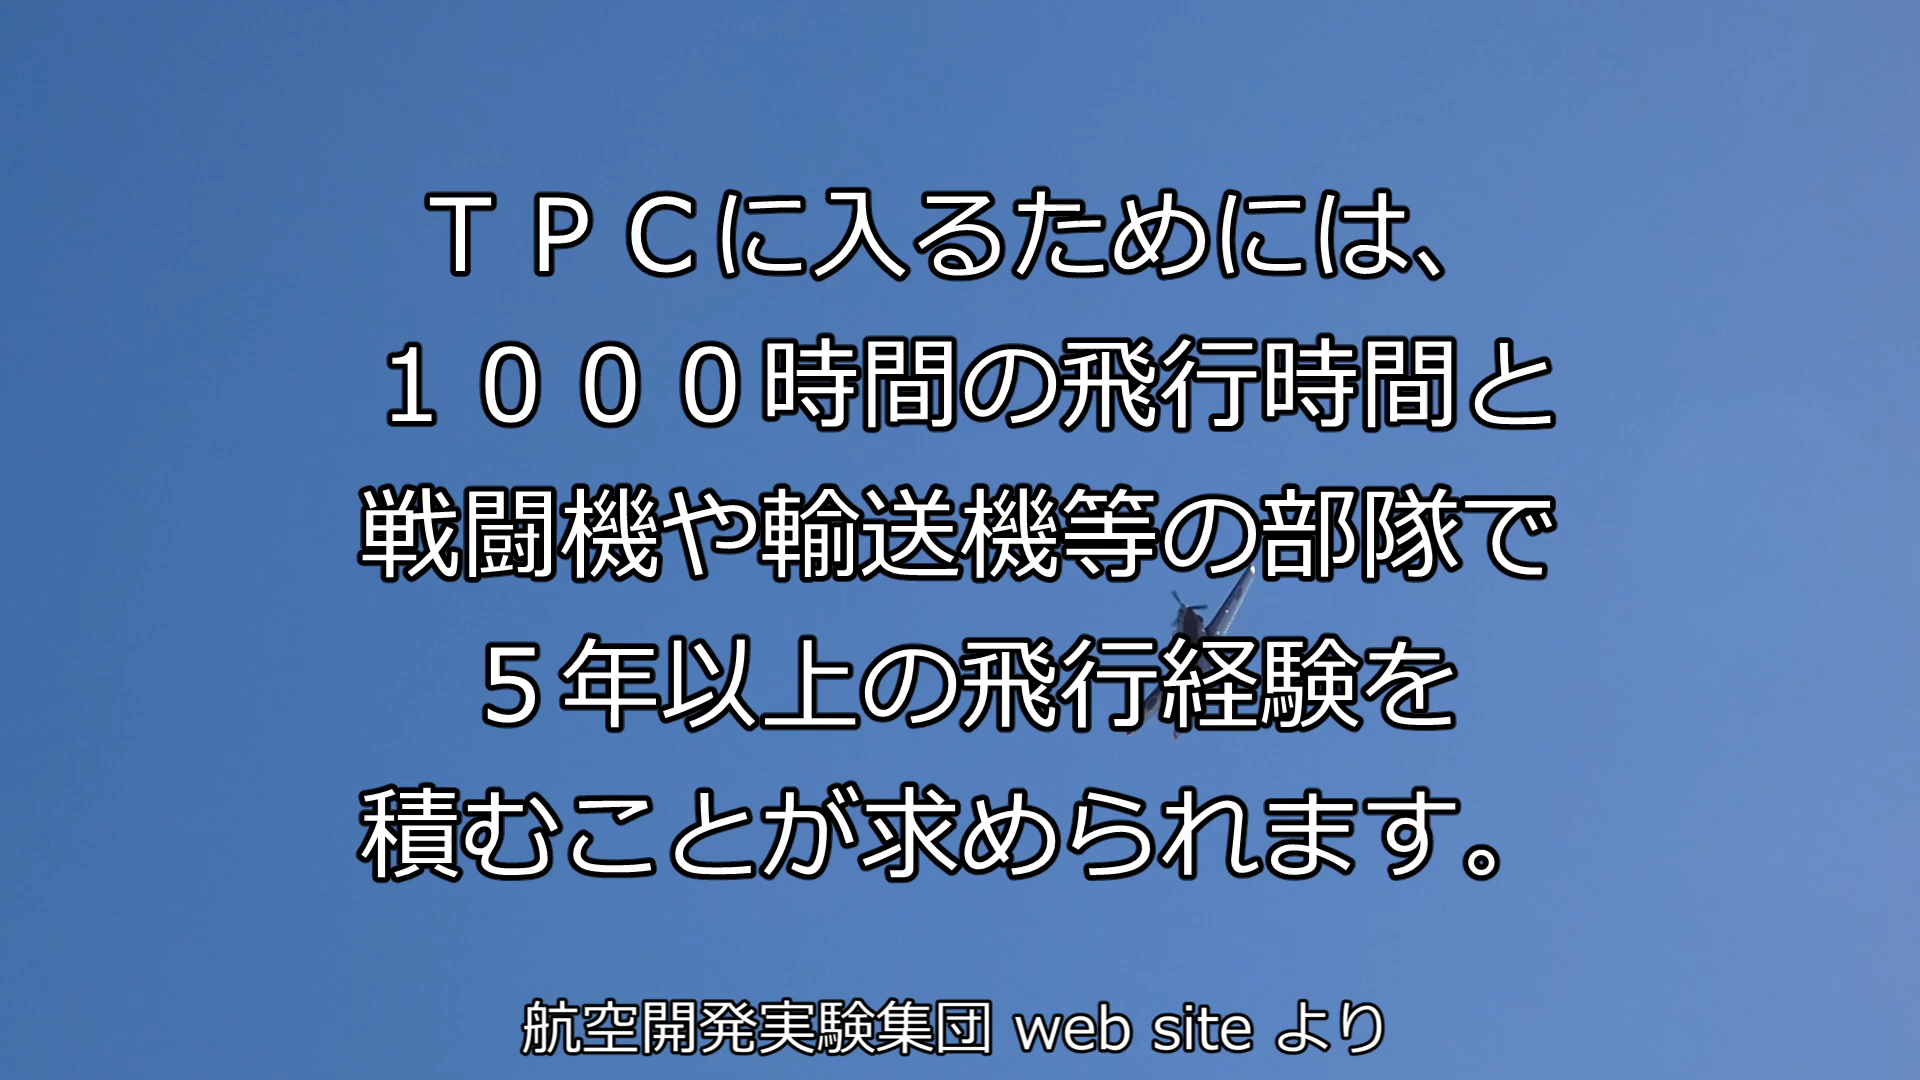 ＴＰＣに入るためには、
１０００時間の飛行時間と
戦闘機や輸送機等の部隊で
５年以上の飛行経験を
積むことが求められます。
航空開発実験集団 web site より